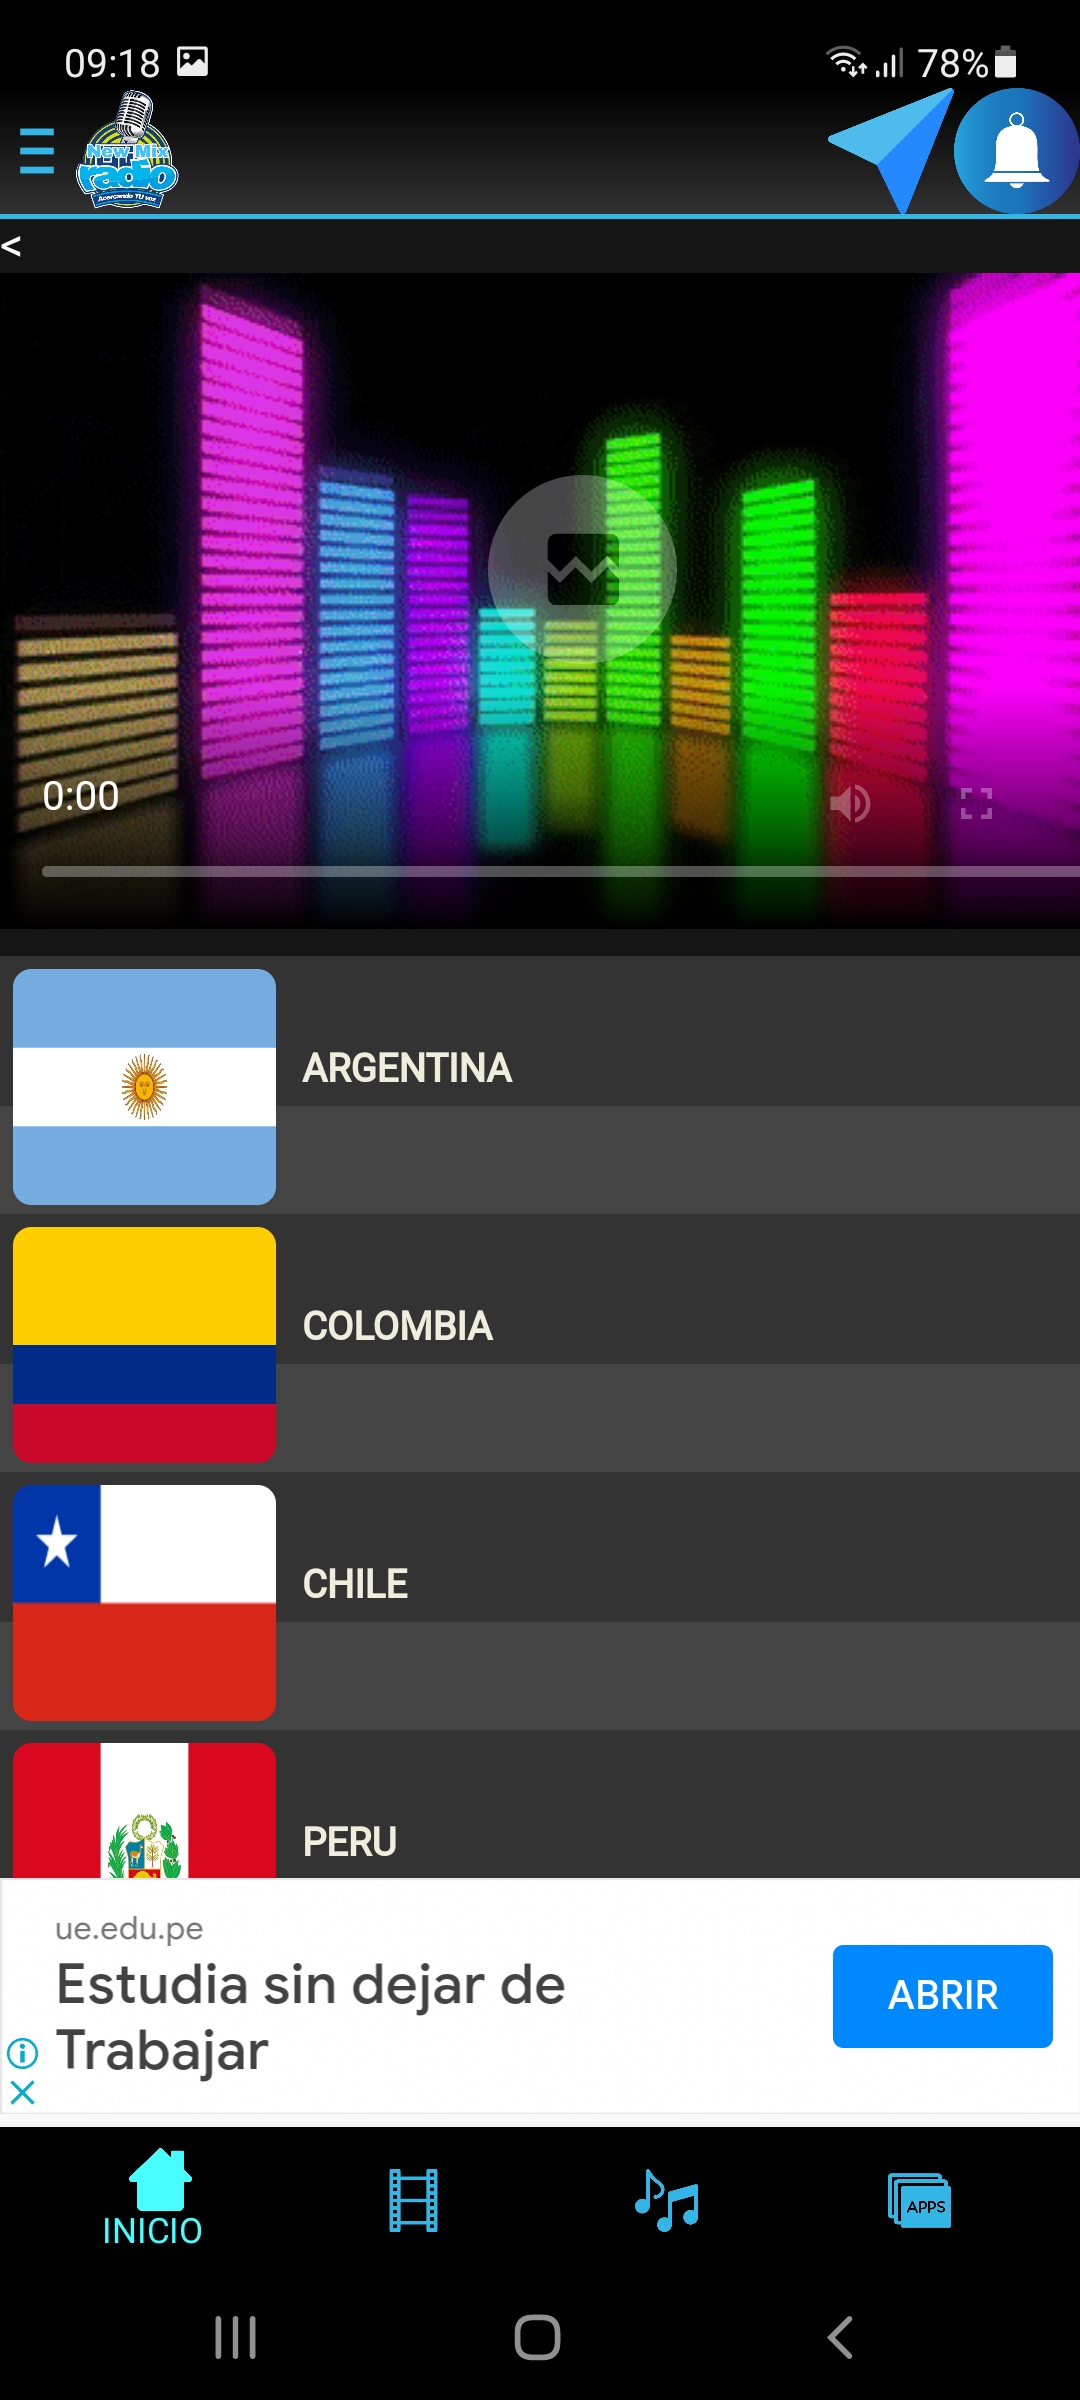 09:18
78%
New Mix
radio
Acercando TU voz
<
0:00
ARGENTINA
COLOMBIA
CHILE
PERU
ue.edu.pe
Estudia sin dejar de
Trabajar
ABRIR
INICIO
APPS